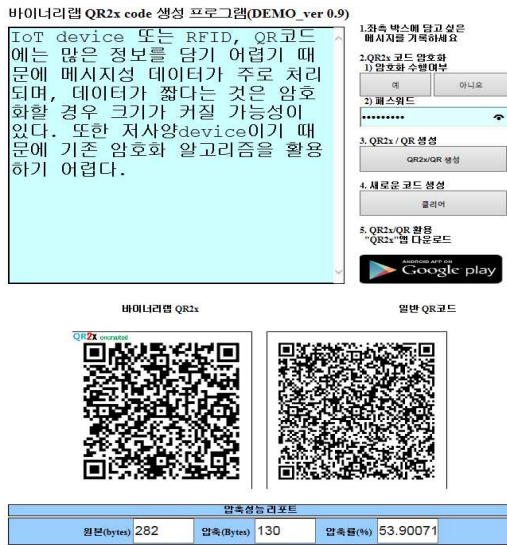 바이너리랩 QR2x code 생성 프로그램(DEMO_ver 0.9)
IoT device 또는 RFID, QR코드
에는 많은 정보를 담기 어렵기 때
문에 메시지성 데이터가 주로 처리
되며, 데이터가 짧다는 것은 암호
화할 경우 크기가 커질 가능성이
있다. 또한 저사양device이기 때
문에 기존 암호화 알고리즘을 활용
하기 어렵다.
1.좌측 박스에 담고 싶은
메시지를 기록하세요
2.QR2x 코드 암호화
1) 암호화 수행여부
예
아니요
2) 패스워드
•••••••••
3. QR2x / QR 생성
QR2x/QR 생성
4. 새로운 코드 생성
클리어
5. QR2x/QR 활용
"QR2x"앱 다운로드
ANDROID APP ON
Google play
바이너리랩 QR2x
일반 QR코드
QR2X encrypted
압축성능 리포트
원본(bytes) 282 압축(Bytes) 130 압축률(%) 53.90071